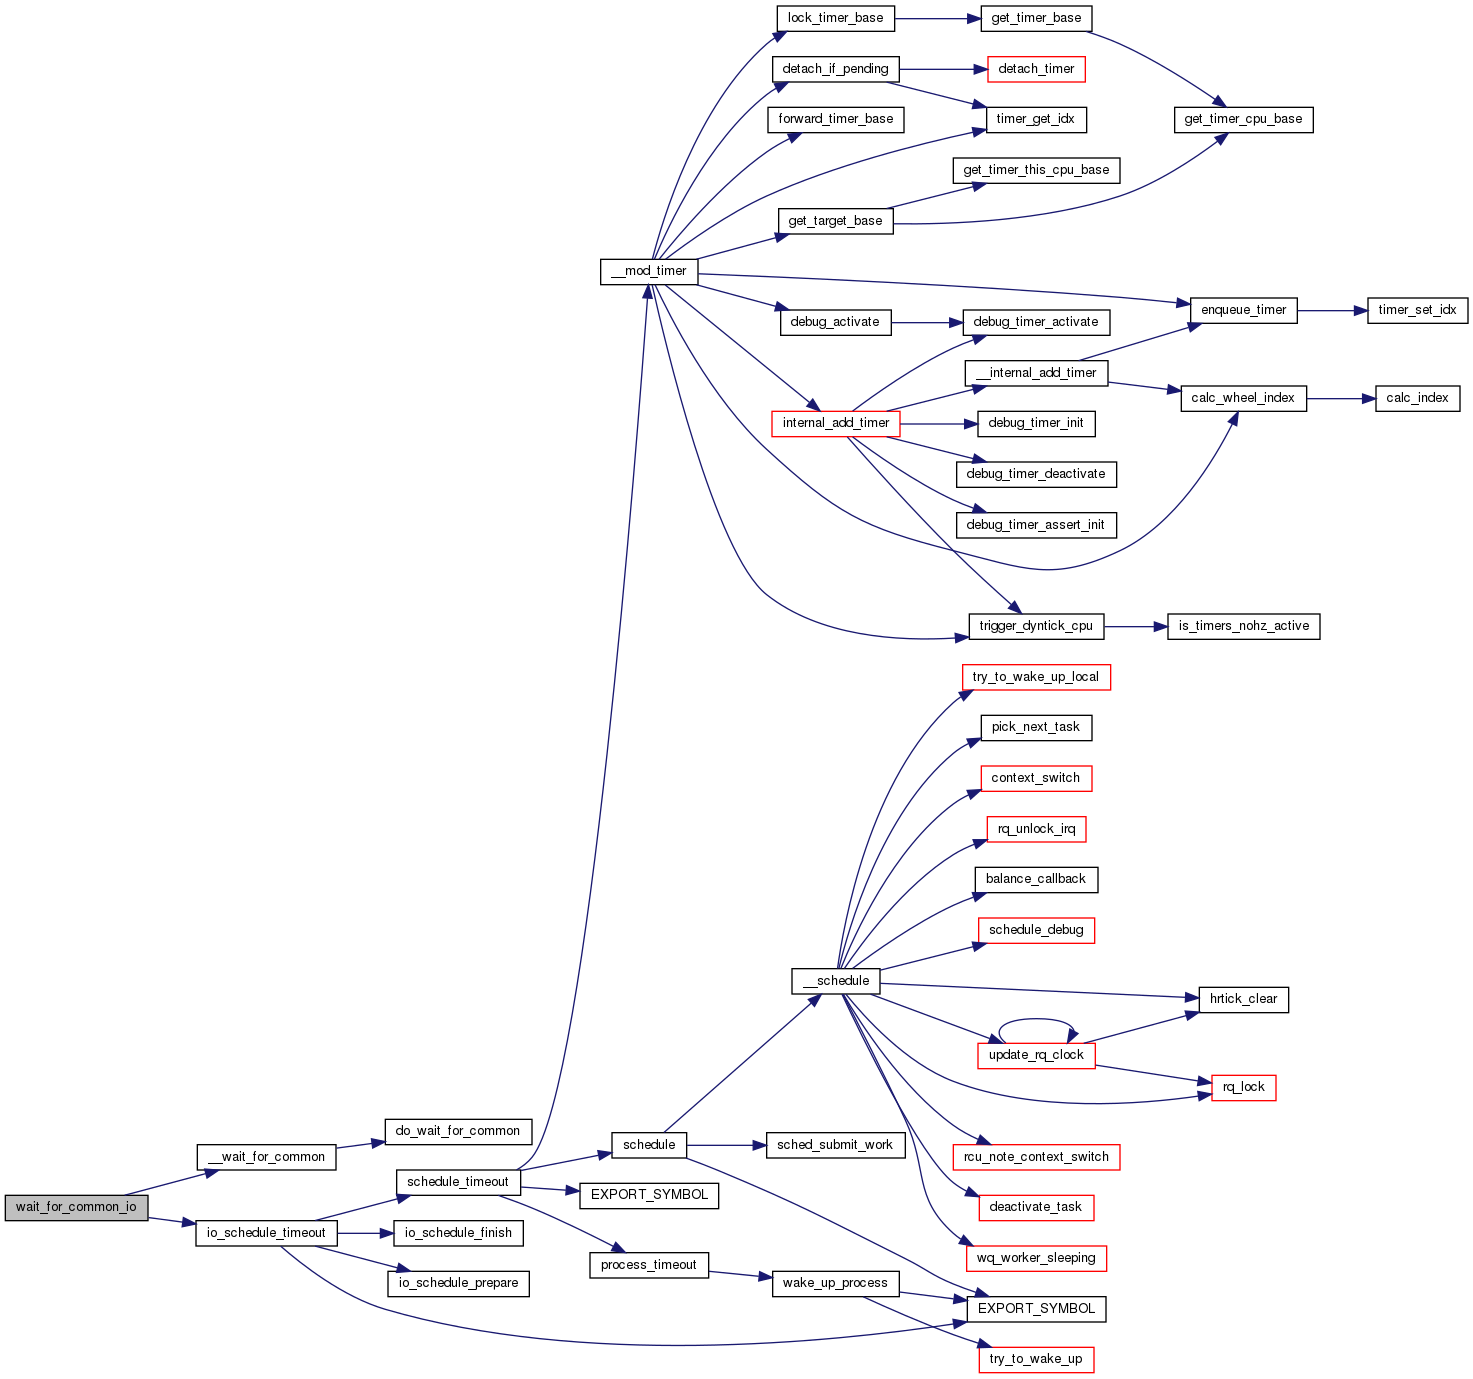 lock_timer_base
get_timer_base
detach_if_pending
detach_timer
forward_timer_base
timer_get_idx
get_timer_cpu_base
get_timer_this_cpu_base
get_target_base
__mod_timer
enqueue_timer
timer_set_idx
debug_activate
debug_timer_activate
__internal_add_timer
calc_wheel_index
calc_index
internal_add_timer
debug_timer_init
debug_timer_deactivate
debug_timer_assert_init
trigger_dyntick_cpu
is_timers_nohz_active
try_to_wake_up_local
pick_next_task
context_switch
rq_unlock_irq
balance_callback
schedule_debug
__schedule
hrtick_clear
update_rq_clock
rq_lock
do_wait_for_common
schedule
sched_submit_work
__wait_for_common
rcu_note_context_switch
schedule_timeout
EXPORT_SYMBOL
deactivate_task
wait_for_common_io
io_schedule_timeout
io_schedule_finish
process_timeout
wq_worker_sleeping
io_schedule_prepare
wake_up_process
EXPORT_SYMBOL
try_to_wake_up